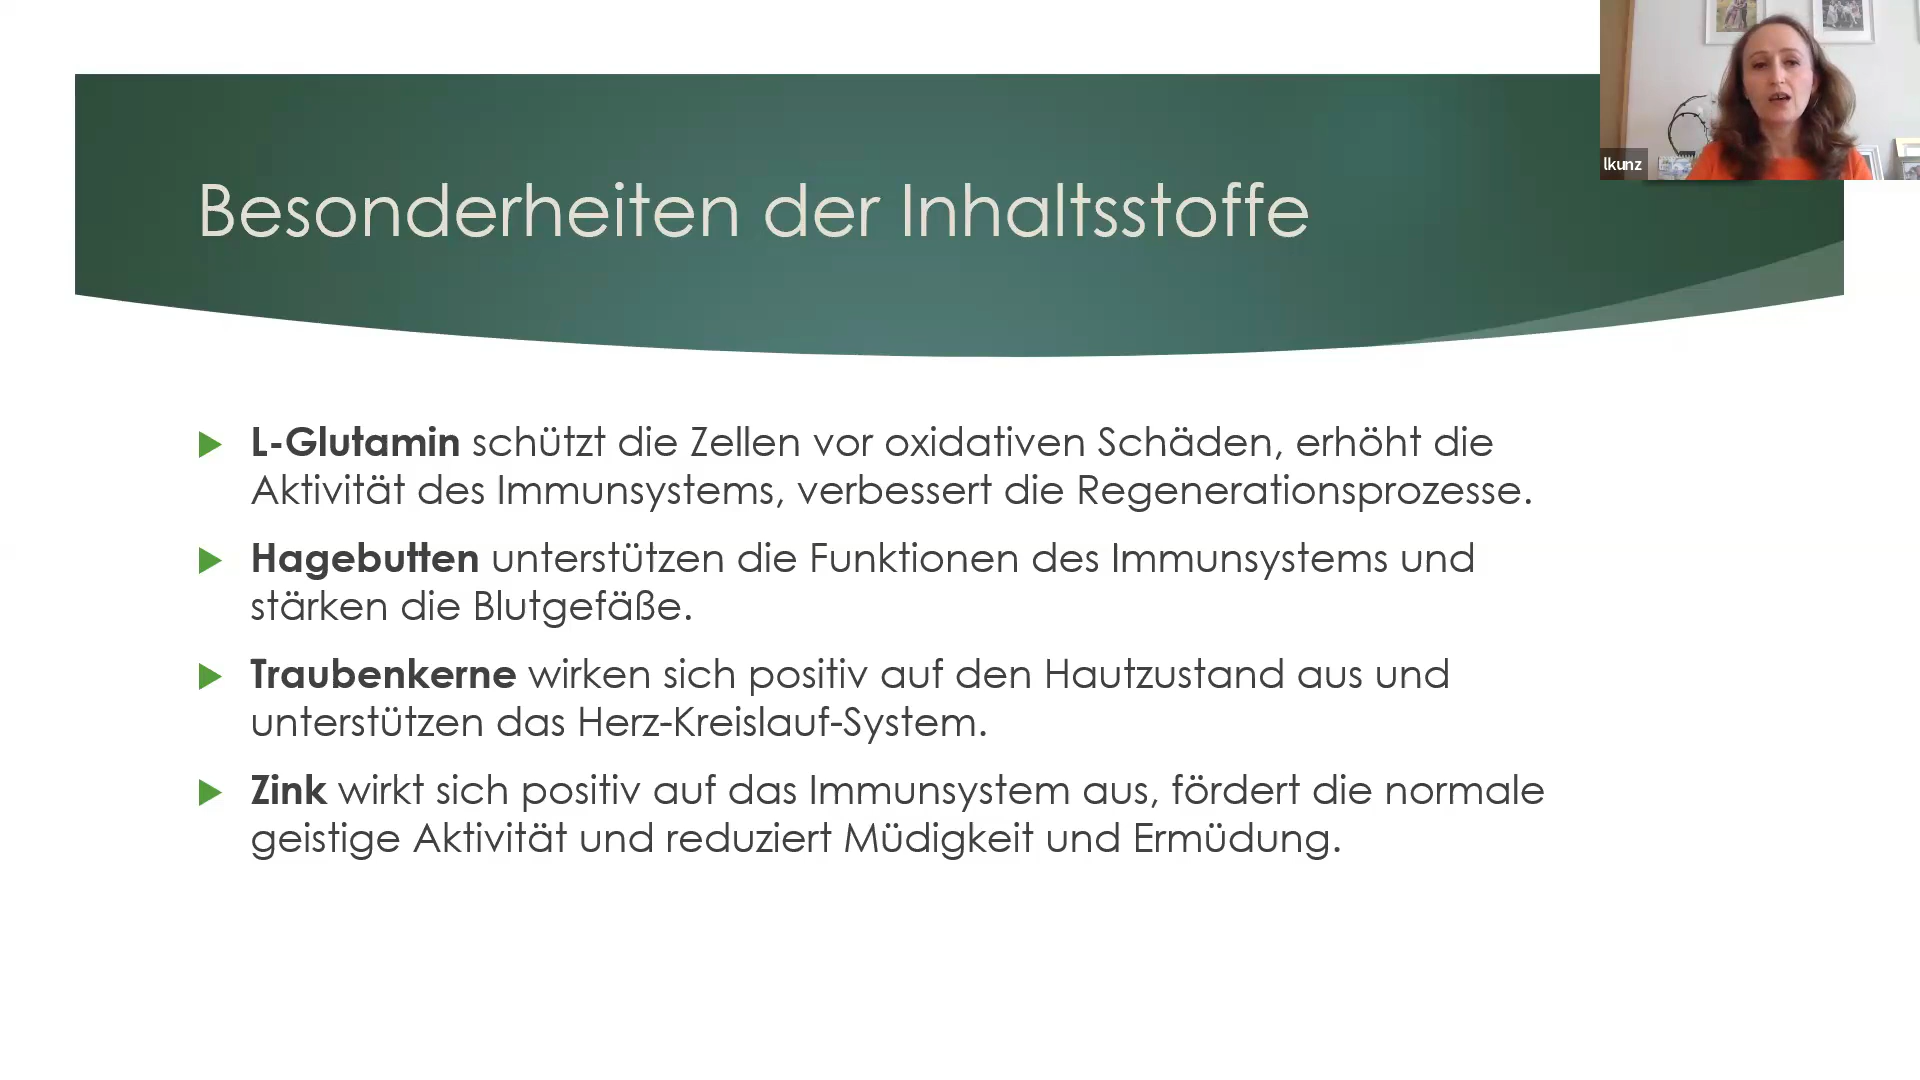 lkunz
Besonderheiten der Inhaltsstoffe
L-Glutamin schützt die Zellen vor oxidativen Schäden, erhöht die
Aktivität des Immunsystems, verbessert die Regenerationsprozesse.
Hagebutten unterstützen die Funktionen des Immunsystems und
stärken die Blutgefäße.
Traubenkerne wirken sich positiv auf den Hautzustand aus und
unterstützen das Herz-Kreislauf-System.
Zink wirkt sich positiv auf das Immunsystem aus, fördert die normale
geistige Aktivität und reduziert Müdigkeit und Ermüdung.